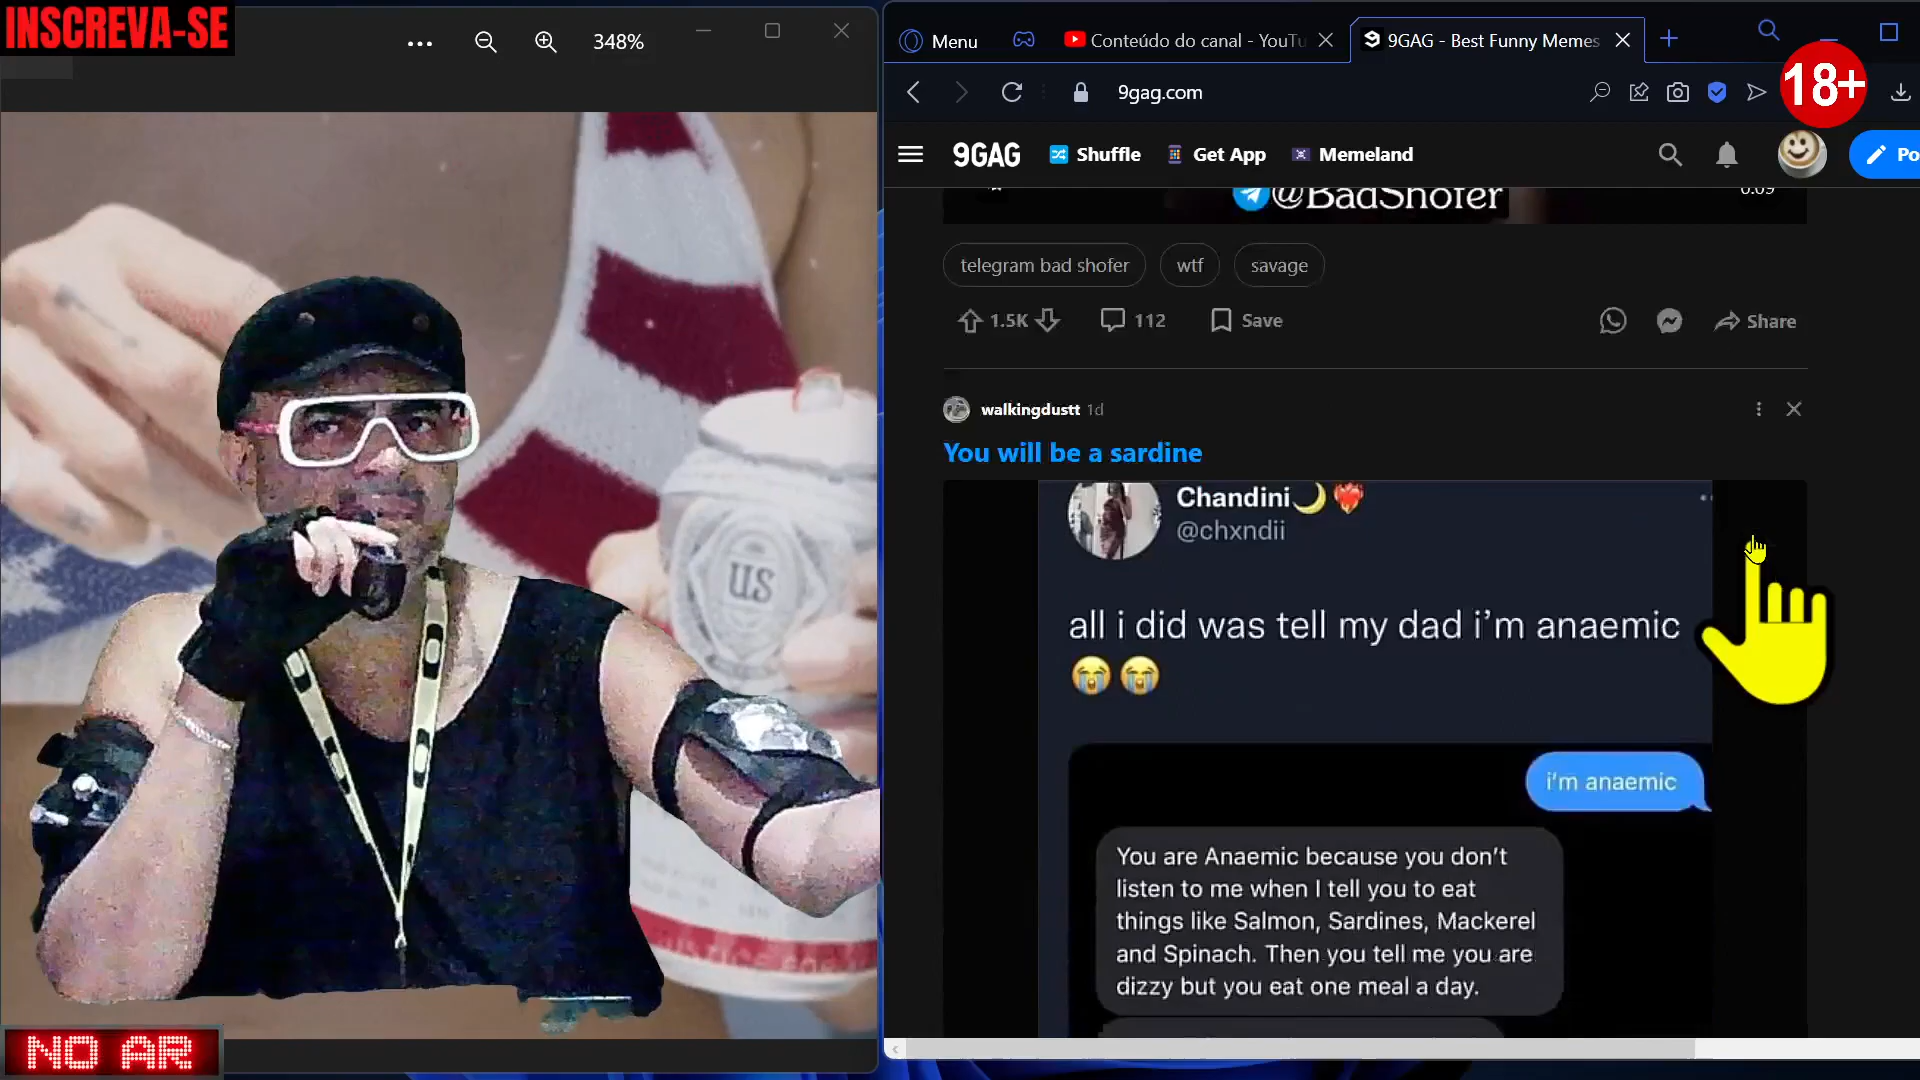 INSCREVA-SE
348%
US
NO AR
Menu
Conteúdo do canal - YouTu
9GAG - Best Funny Memes
9gag.com
18+
9GAG
Shuffle
Get App
Memeland
Po
@BadShofer
0:09
telegram bad shofer
wtf
savage
1.5K
112
Save
Share
walkingdustt 1d
You will be a sardine
Chandini🌙❤️‍🔥
@chxndii
all i did was tell my dad i'm anaemic
😭😭
i'm anaemic
You are Anaemic because you don't
listen to me when I tell you to eat
things like Salmon, Sardines, Mackerel
and Spinach. Then you tell me you are
dizzy but you eat one meal a day.